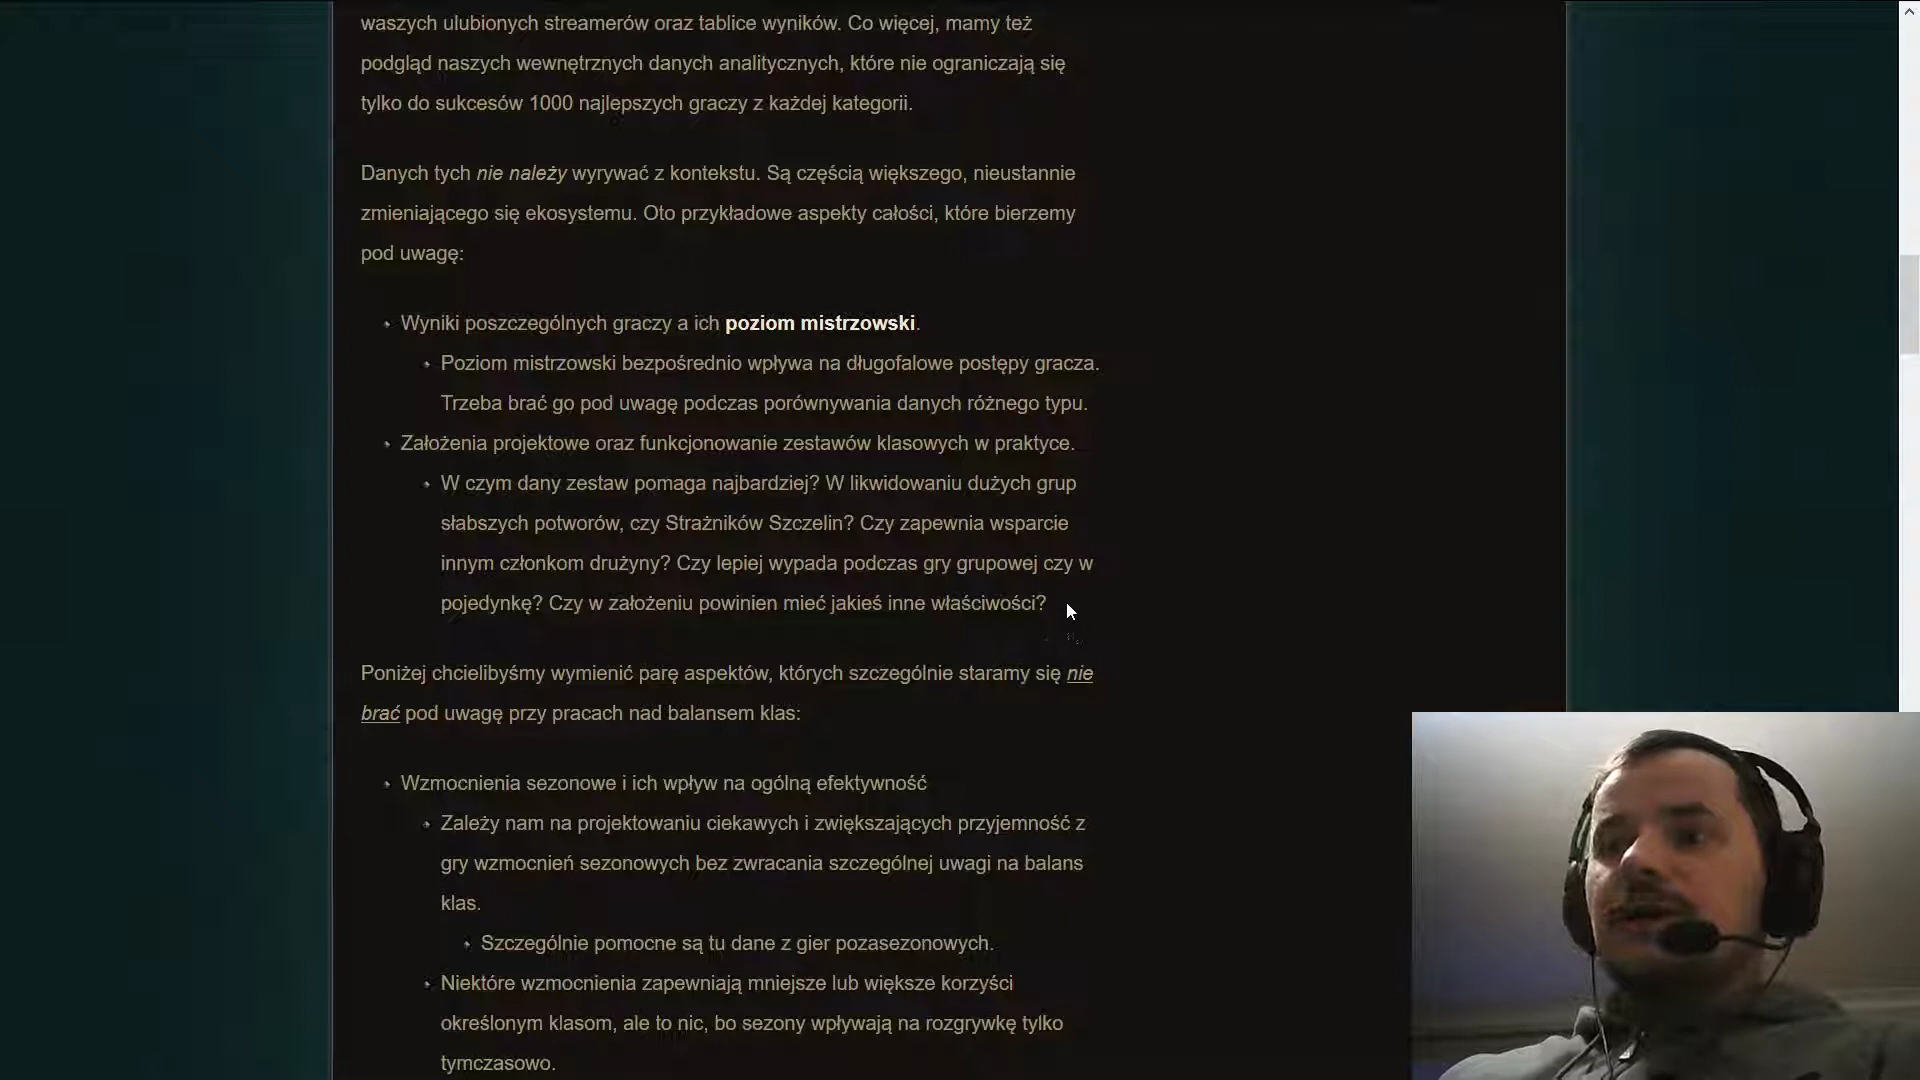 waszych ulubionych streamerów oraz tablice wyników. Co więcej, mamy też
podgląd naszych wewnętrznych danych analitycznych, które nie ograniczają się
tylko do sukcesów 1000 najlepszych graczy z każdej kategorii.
Danych tych nie należy wyrywać z kontekstu. Są częścią większego, nieustannie
zmieniającego się ekosystemu. Oto przykładowe aspekty całości, które bierzemy
pod uwagę:
Wyniki poszczególnych graczy a ich poziom mistrzowski.
Poziom mistrzowski bezpośrednio wpływa na długofalowe postępy gracza.
Trzeba brać go pod uwagę podczas porównywania danych różnego typu.
Założenia projektowe oraz funkcjonowanie zestawów klasowych w praktyce.
W czym dany zestaw pomaga najbardziej? W likwidowaniu dużych grup
słabszych potworów, czy Strażników Szczelin? Czy zapewnia wsparcie
innym członkom drużyny? Czy lepiej wypada podczas gry grupowej czy w
pojedynkę? Czy w założeniu powinien mieć jakieś inne właściwości?
Poniżej chcielibyśmy wymienić parę aspektów, których szczególnie staramy się nie
brać pod uwagę przy pracach nad balansem klas:
Wzmocnienia sezonowe i ich wpływ na ogólną efektywność
Zależy nam na projektowaniu ciekawych i zwiększających przyjemność z
gry wzmocnień sezonowych bez zwracania szczególnej uwagi na balans
klas.
Szczególnie pomocne są tu dane z gier pozasezonowych.
Niektóre wzmocnienia zapewniają mniejsze lub większe korzyści
określonym klasom, ale to nic, bo sezony wpływają na rozgrywkę tylko
tymczasowo.